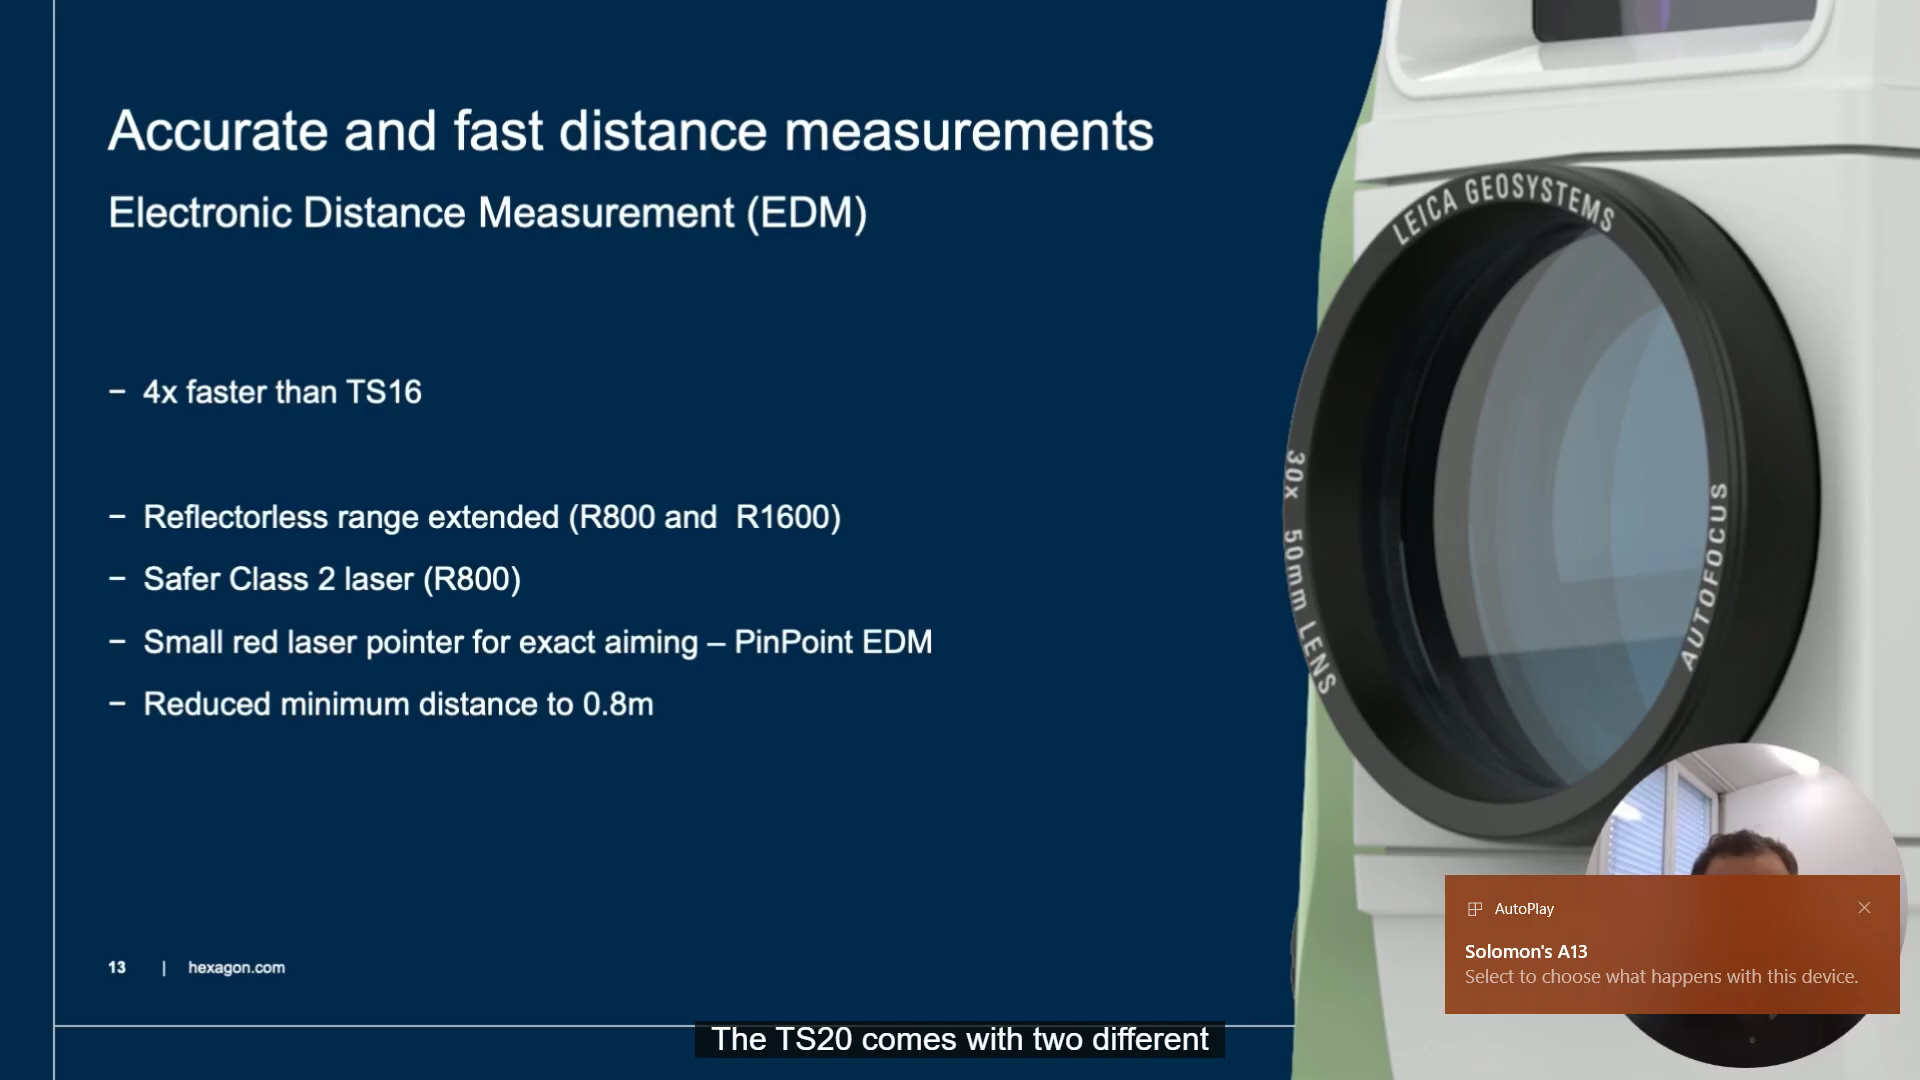 Accurate and fast distance measurements
Electronic Distance Measurement (EDM)
– 4x faster than TS16
– Reflectorless range extended (R800 and R1600)
– Safer Class 2 laser (R800)
– Small red laser pointer for exact aiming – PinPoint EDM
– Reduced minimum distance to 0.8m
LEICA GEOSYSTEMS
30x 50mm LENS
AUTOFOCUS
AutoPlay
Solomon's A13
Select to choose what happens with this device.
13 | hexagon.com
The TS20 comes with two different